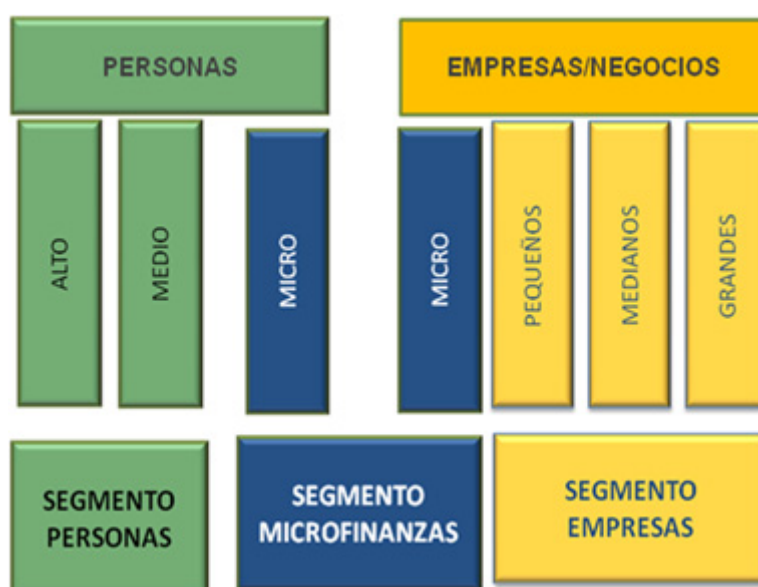 PERSONAS
EMPRESAS/NEGOCIOS
ALTO
MEDIO
MICRO
MICRO
PEQUEÑOS
MEDIANOS
GRANDES
SEGMENTO
PERSONAS
SEGMENTO
MICROFINANZAS
SEGMENTO
EMPRESAS